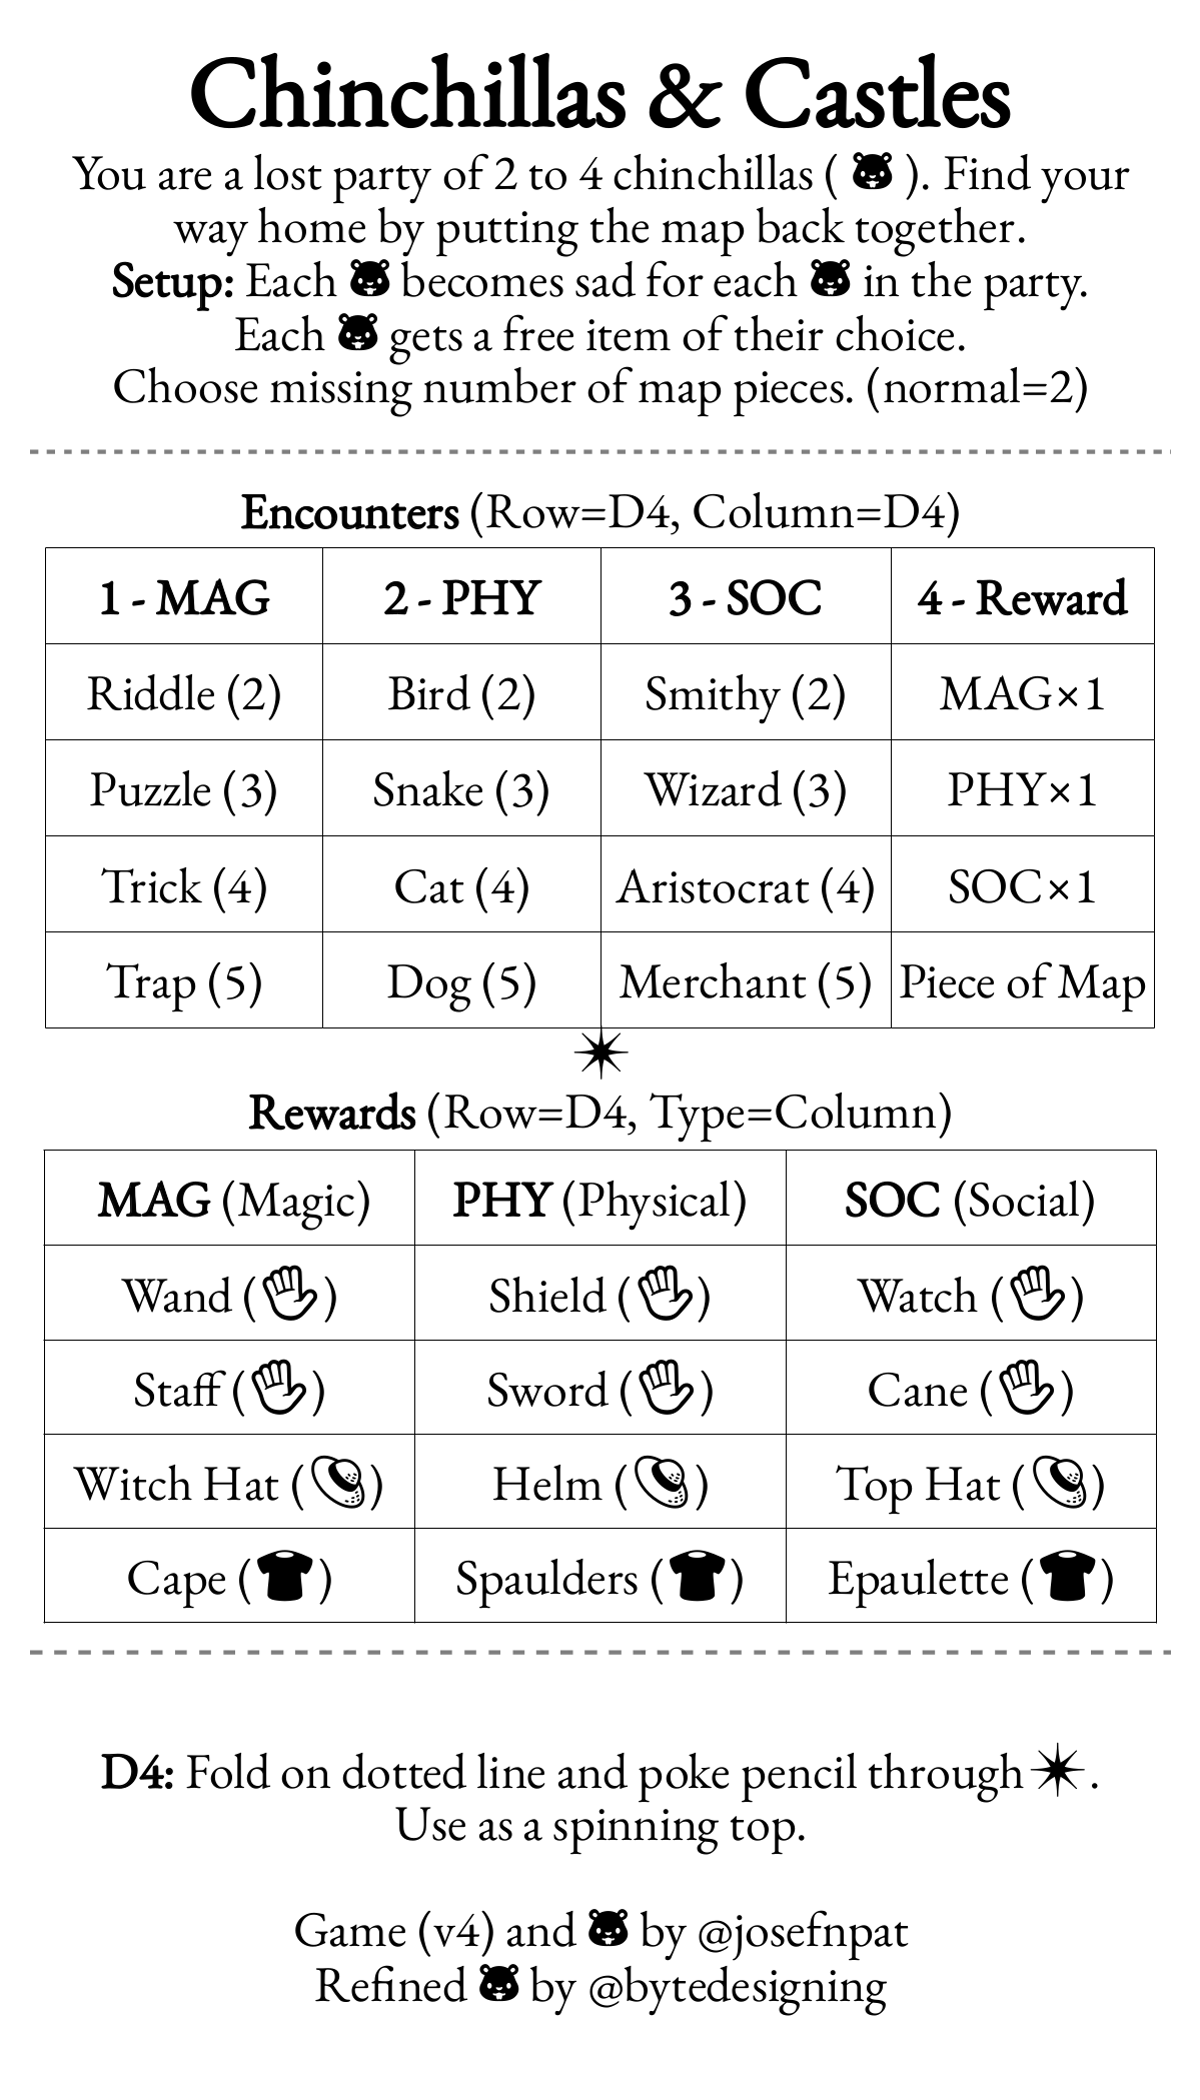 Chinchillas & Castles
You are a lost party of 2 to 4 chinchillas ( ). Find your
way home by putting the map back together.
Setup: Each becomes sad for each in the party.
Each gets a free item of their choice.
Choose missing number of map pieces. (normal=2)
Encounters (Row=D4, Column=D4)
1 - MAG 2 - PHY 3 - SOC 4 - Reward
Riddle (2) Bird (2) Smithy (2) MAG×1
Puzzle (3) Snake (3) Wizard (3) PHY×1
Trick (4) Cat (4) Aristocrat (4) SOC×1
Trap (5) Dog (5) Merchant (5) Piece of Map
Rewards (Row=D4, Type=Column)
MAG (Magic) PHY (Physical) SOC (Social)
Wand ( ) Shield ( ) Watch ( )
Staff ( ) Sword ( ) Cane ( )
Witch Hat ( ) Helm ( ) Top Hat ( )
Cape ( ) Spaulders ( ) Epaulette ( )
D4: Fold on dotted line and poke pencil through .
Use as a spinning top.
Game (v4) and by @josefnpat
Refined by @bytedesigning